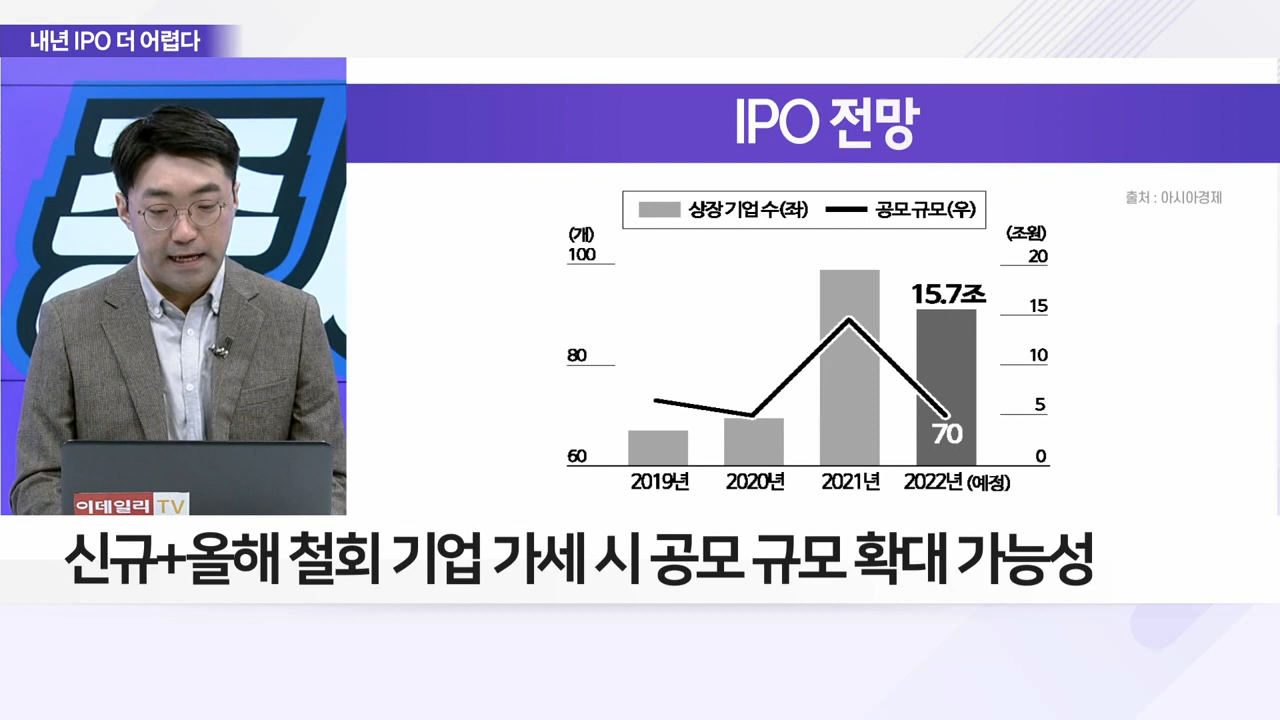 내년 IPO 더 어렵다
IPO 전망
출처 : 아시아경제
상장 기업 수(좌) 공모 규모(우)
(개)
(조원)
100
20
15.7조
15
80
10
5
70
60
0
2019년 2020년 2021년 2022년 (예정)
이데일리 TV
신규+올해 철회 기업 가세 시 공모 규모 확대 가능성